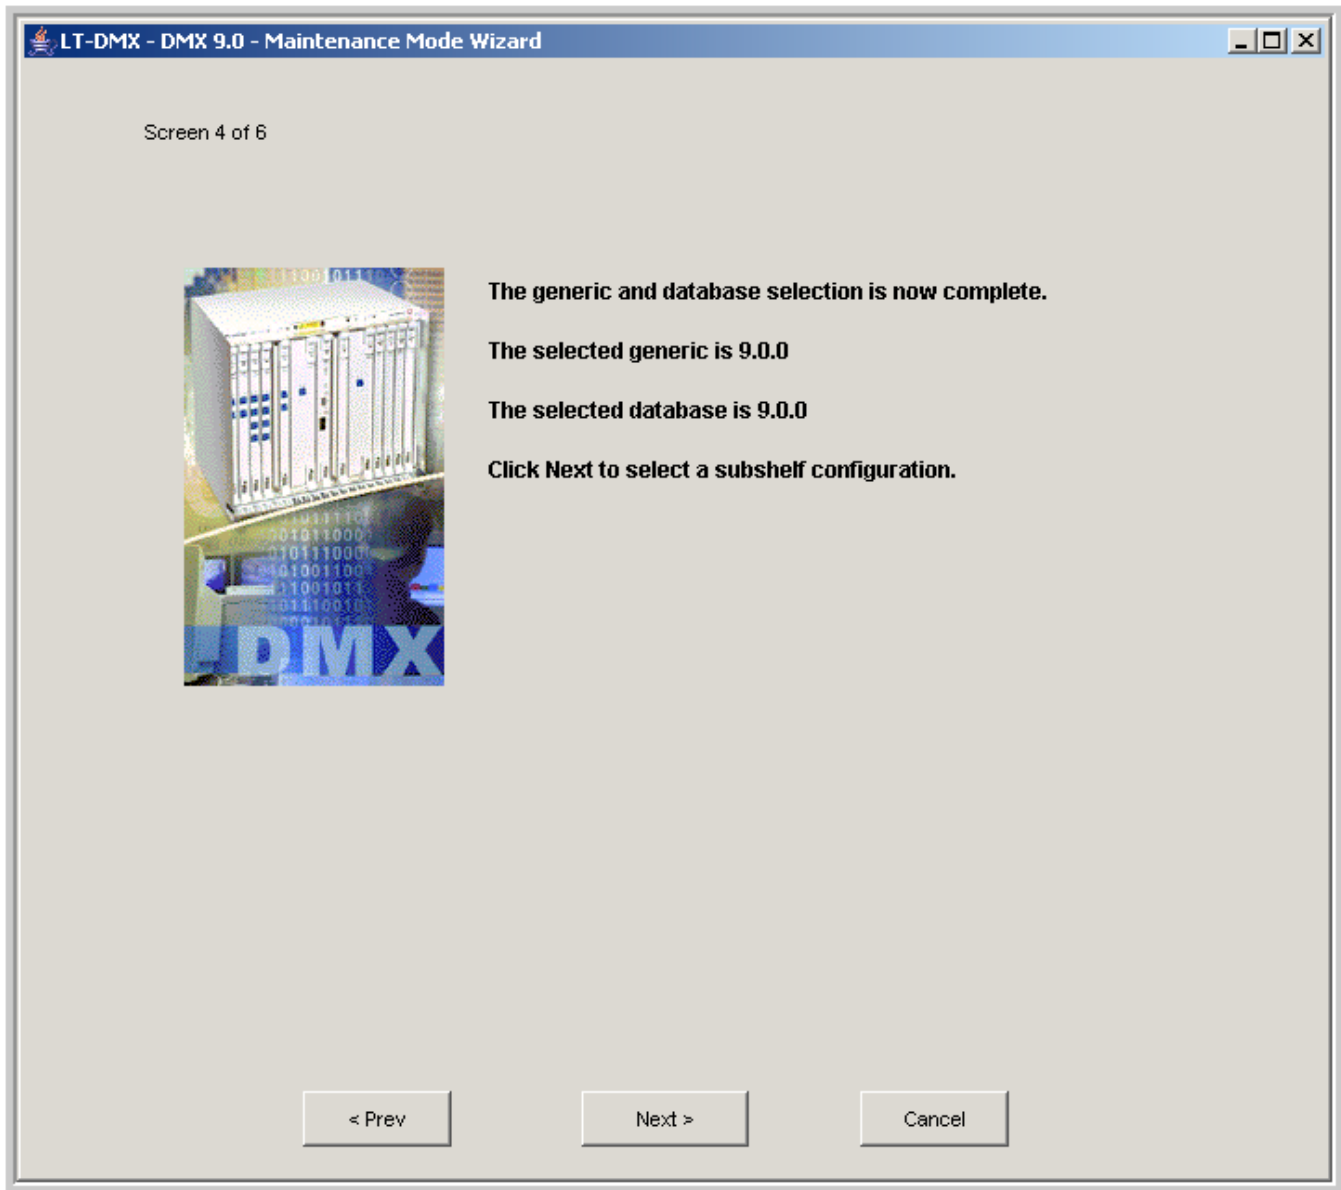 LT-DMX - DMX 9.0 - Maintenance Mode Wizard
Screen 4 of 6
The generic and database selection is now complete.
The selected generic is 9.0.0
The selected database is 9.0.0
Click Next to select a subshelf configuration.
DMX
< Prev
Next >
Cancel